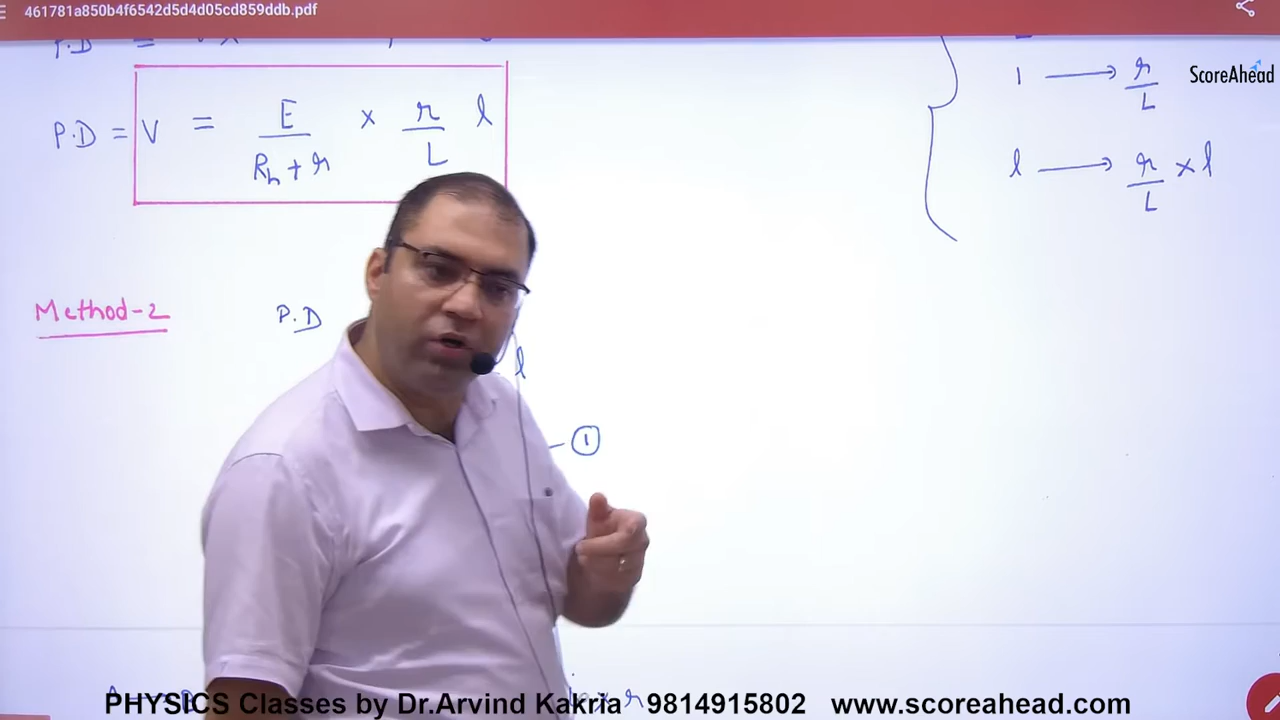 461781a850b4f6542d5d4d05cd859ddb.pdf
P.D =
1 → r/L
ScoreAhead
P.D = V = E/(Rh + r) × r/L l
l → r/L × l
Method-2
P.D
l
①
PHYSICS Classes by Dr.Arvind Kakria 9814915802 www.scoreahead.com